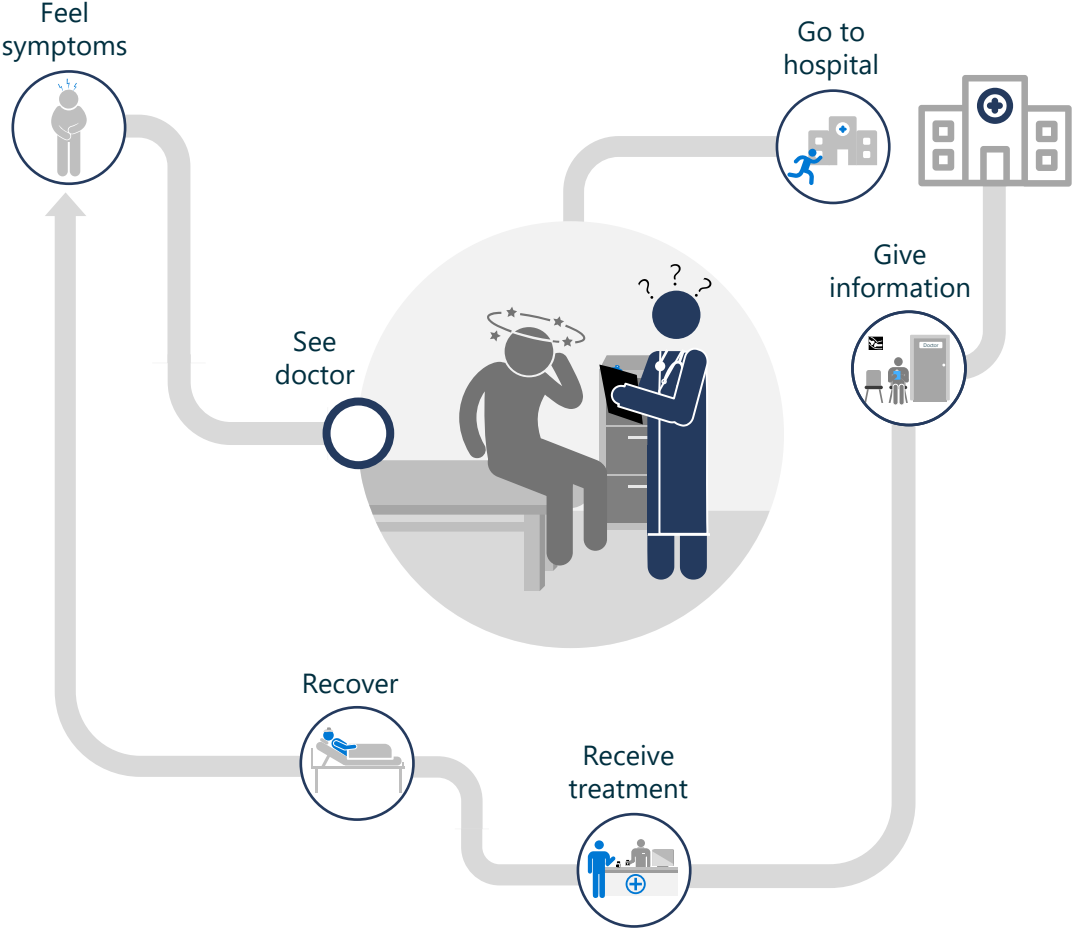 Feel
symptoms
Go to
hospital
Give
information
Doctor
See
doctor
? ? ?
Recover
Receive
treatment